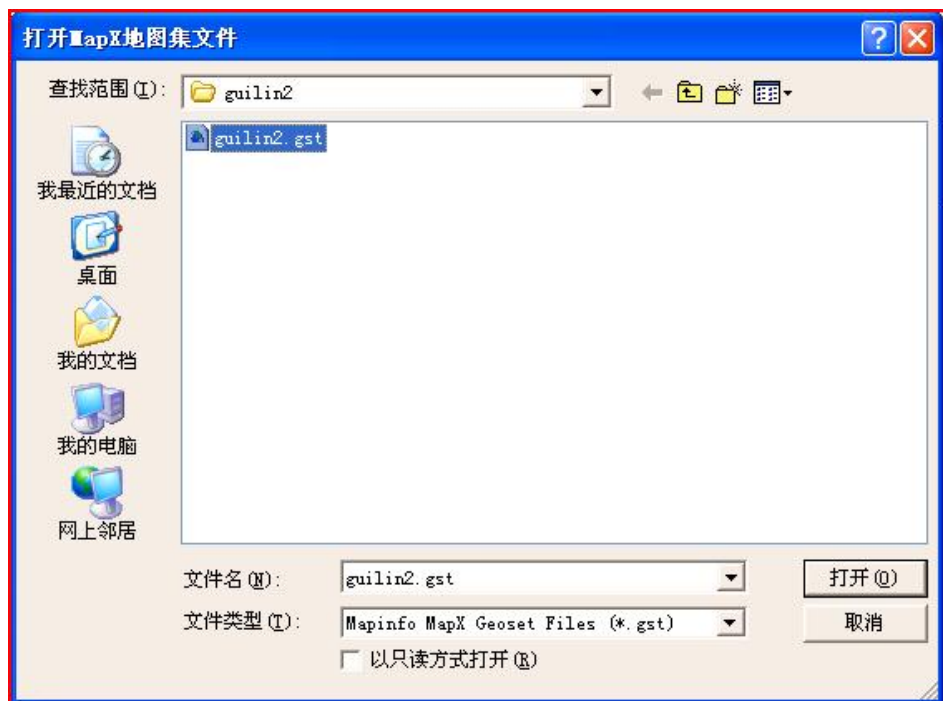 打开MapX地图集文件
查找范围(I):
guilin2
guilin2.gst
我最近的文档
桌面
我的文档
我的电脑
网上邻居
文件名(N):
guilin2.gst
打开(O)
文件类型(T):
Mapinfo MapX Geoset Files (*.gst)
取消
以只读方式打开(R)